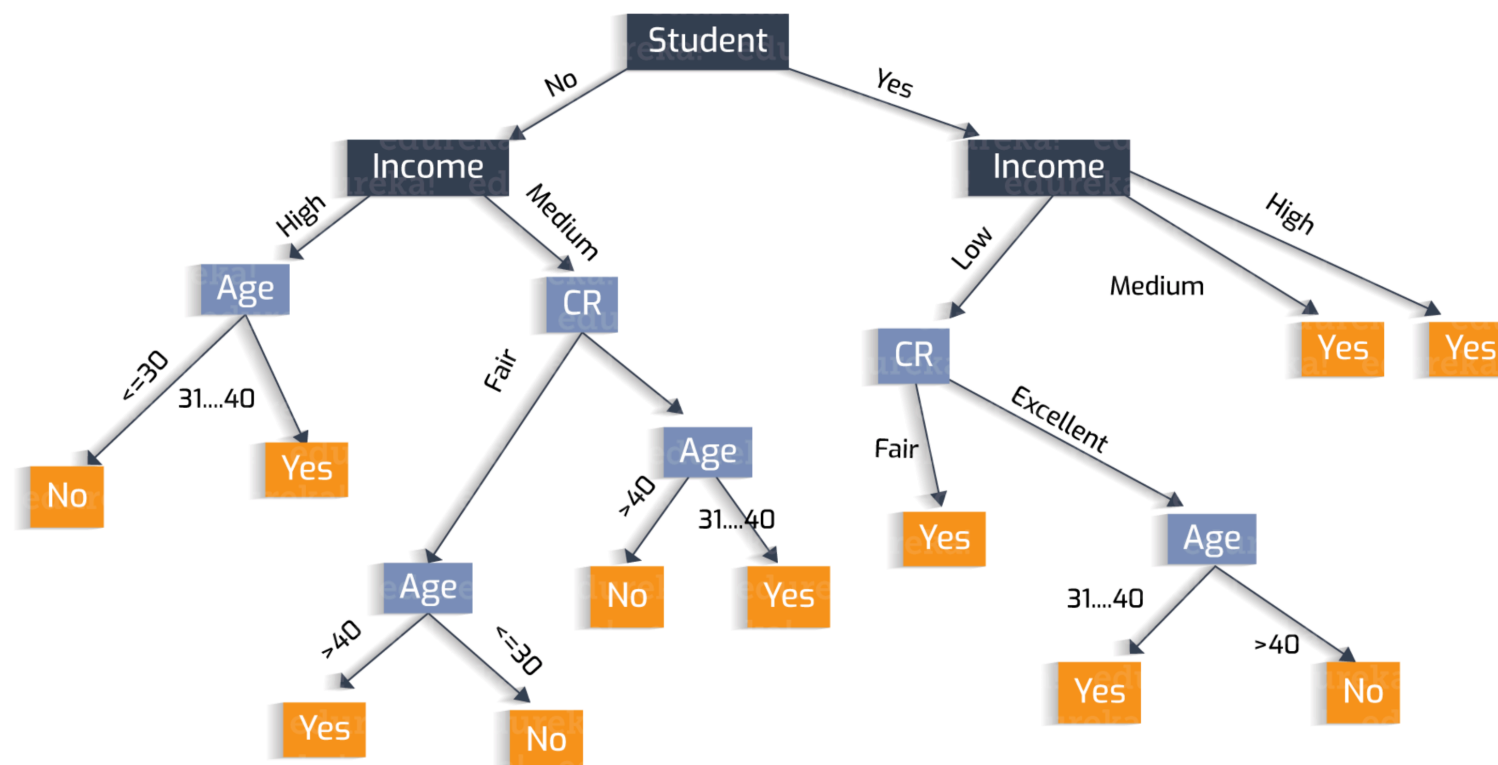 Student
No
Yes
Income
Income
High
Medium
Low
Medium
High
Age
CR
CR
Yes
Yes
<=30
31....40
Fair
Fair
Excellent
No
Yes
Age
>40
31....40
Yes
Age
Age
No
Yes
31....40
>40
>40
<=30
Yes
No
Yes
No
edureka!